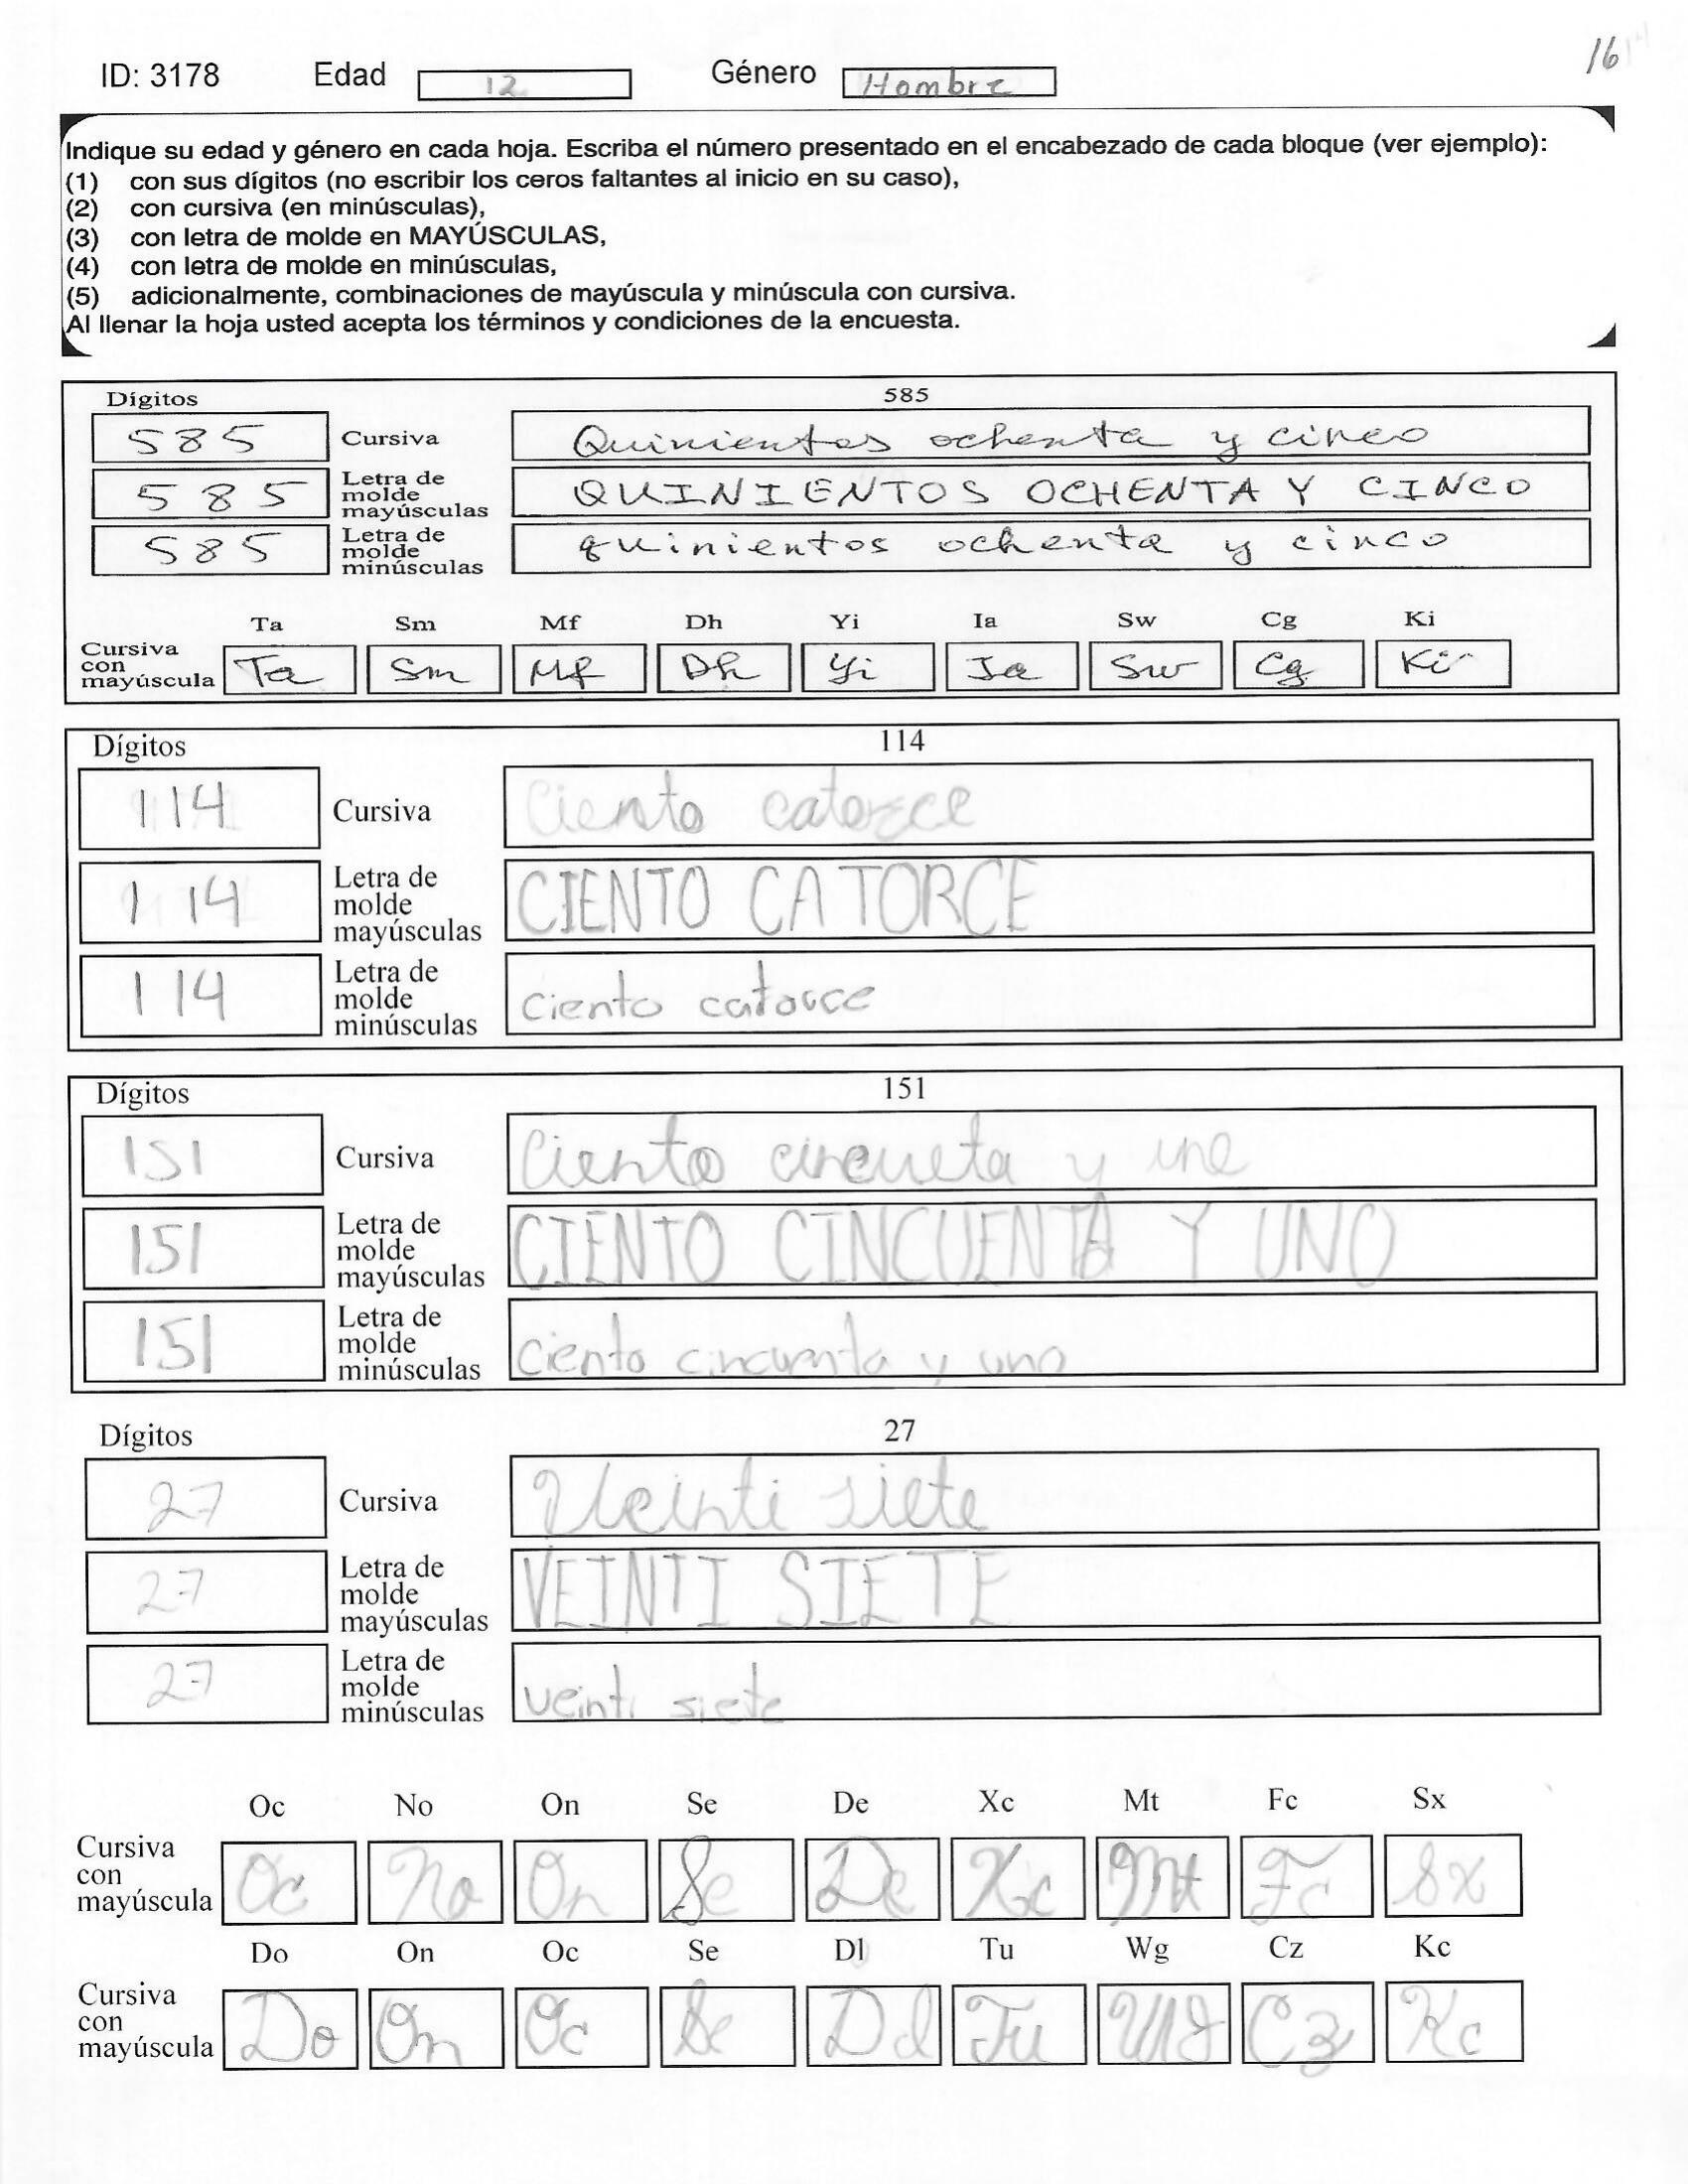 16
ID: 3178 Edad 12 Género Hombre
Indique su edad y género en cada hoja. Escriba el número presentado en el encabezado de cada bloque (ver ejemplo):
(1) con sus dígitos (no escribir los ceros faltantes al inicio en su caso),
(2) con cursiva (en minúsculas),
(3) con letra de molde en MAYÚSCULAS,
(4) con letra de molde en minúsculas,
(5) adicionalmente, combinaciones de mayúscula y minúscula con cursiva.
Al llenar la hoja usted acepta los términos y condiciones de la encuesta.
Dígitos 585
585 Cursiva Quinientos ochenta y cinco
585 Letra de molde mayúsculas QUINIENTOS OCHENTA Y CINCO
585 Letra de molde minúsculas quinientos ochenta y cinco
Ta Sm Mf Dh Yi Ia Sw Cg Ki
Cursiva con mayúscula Ta Sm Mf Dh Yi Ia Sw Cg Ki
Dígitos 114
114 Cursiva Ciento catorce
114 Letra de molde mayúsculas CIENTO CATORCE
114 Letra de molde minúsculas ciento catorce
Dígitos 151
151 Cursiva Ciento cincueta y uno
151 Letra de molde mayúsculas CIENTO CINCUENTA Y UNO
151 Letra de molde minúsculas ciento cincuenta y uno
Dígitos 27
27 Cursiva Veinti siete
27 Letra de molde mayúsculas VEINTI SIETE
27 Letra de molde minúsculas veinti siete
Oc No On Se De Xc Mt Fc Sx
Cursiva con mayúscula Oc No On Se De Xc Mt Fc Sx
Do On Oc Se Dl Tu Wg Cz Kc
Cursiva con mayúscula Do On Oc Se Dl Tu Wg Cz Kc